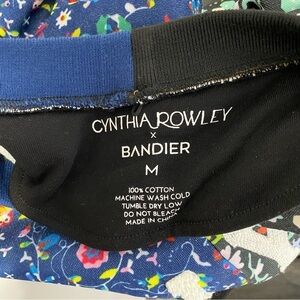 CYNTHIA ROWLEY
x
BANDIER
M
100% COTTON
MACHINE WASH COLD
TUMBLE DRY LOW
DO NOT BLEACH
MADE IN CHINA